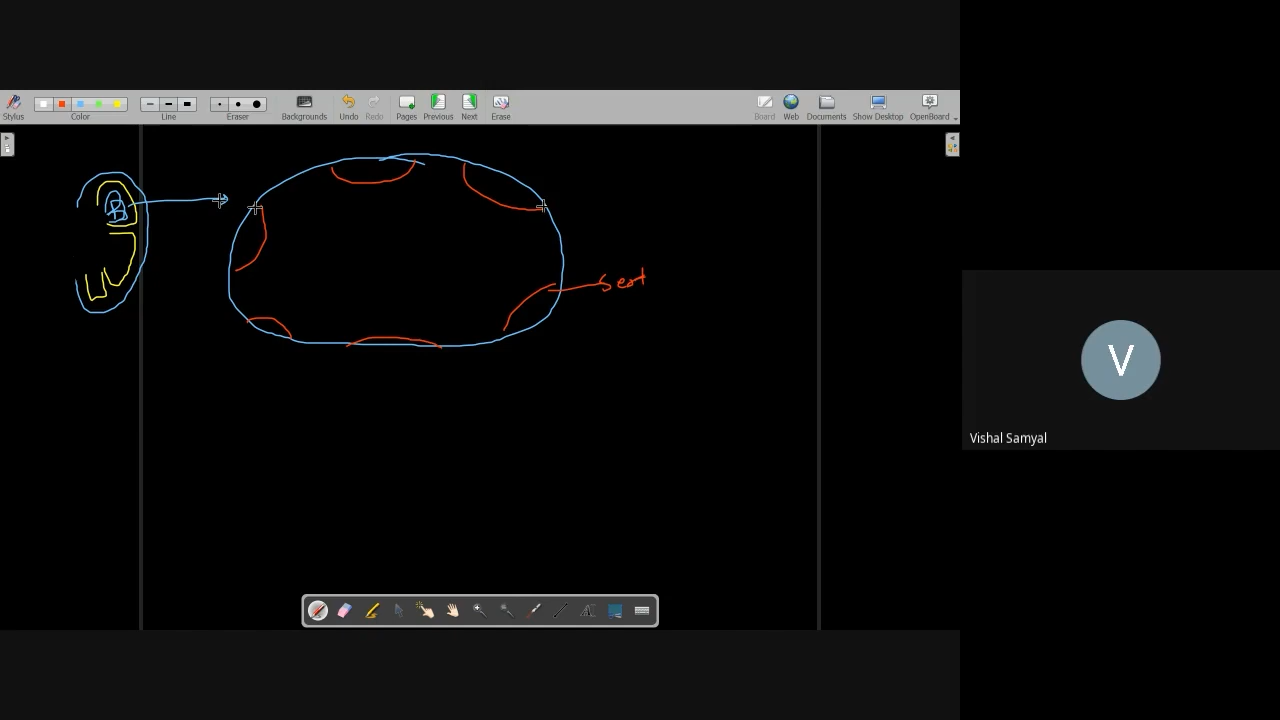 Stylus
Color
Line
Eraser
Backgrounds
Undo
Redo
Pages
Previous
Next
Erase
Board
Web
Documents
Show Desktop
OpenBoard
B
Seat
V
Vishal Samyal